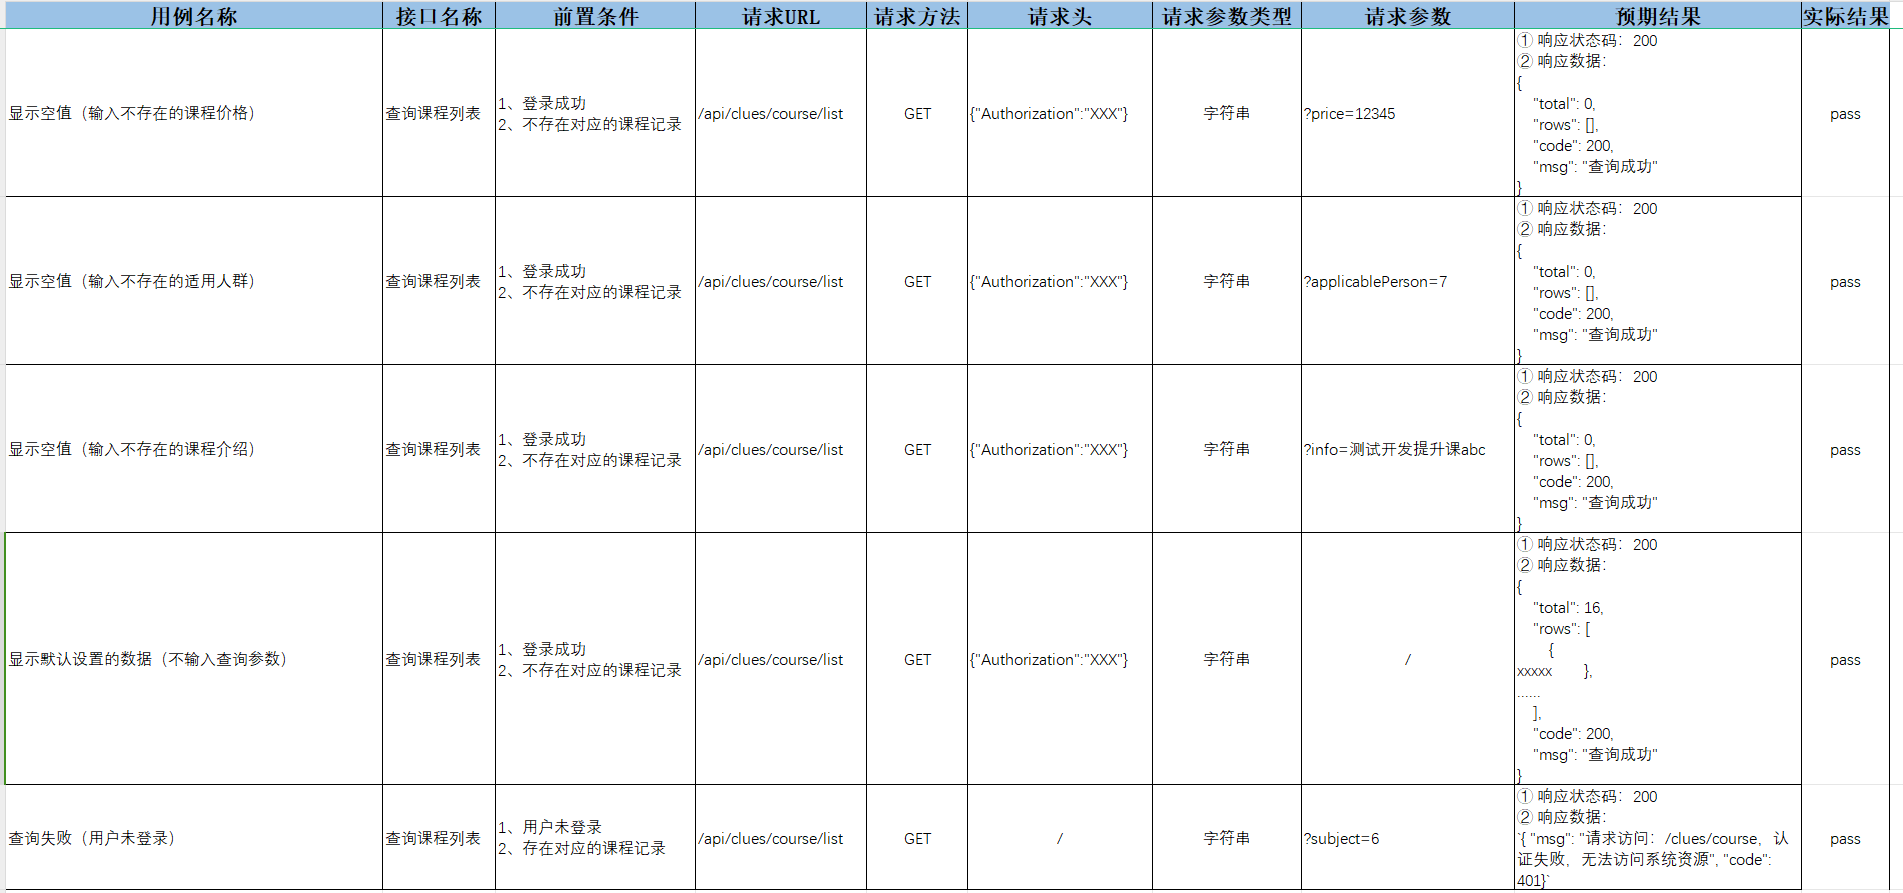 用例名称 接口名称 前置条件 请求URL 请求方法 请求头 请求参数类型 请求参数 预期结果 实际结果
显示空值（输入不存在的课程价格） 查询课程列表
1、登录成功
2、不存在对应的课程记录
/api/clues/course/list GET {"Authorization":"XXX"} 字符串 ?price=12345
① 响应状态码：200
② 响应数据：
{
"total": 0,
"rows": [],
"code": 200,
"msg": "查询成功"
}
pass
显示空值（输入不存在的适用人群） 查询课程列表
1、登录成功
2、不存在对应的课程记录
/api/clues/course/list GET {"Authorization":"XXX"} 字符串 ?applicablePerson=7
① 响应状态码：200
② 响应数据：
{
"total": 0,
"rows": [],
"code": 200,
"msg": "查询成功"
}
pass
显示空值（输入不存在的课程介绍） 查询课程列表
1、登录成功
2、不存在对应的课程记录
/api/clues/course/list GET {"Authorization":"XXX"} 字符串 ?info=测试开发提升课abc
① 响应状态码：200
② 响应数据：
{
"total": 0,
"rows": [],
"code": 200,
"msg": "查询成功"
}
pass
显示默认设置的数据（不输入查询参数） 查询课程列表
1、登录成功
2、不存在对应的课程记录
/api/clues/course/list GET {"Authorization":"XXX"} 字符串 /
① 响应状态码：200
② 响应数据：
{
"total": 16,
"rows": [
{
xxxxx },
......
],
"code": 200,
"msg": "查询成功"
}
pass
查询失败（用户未登录） 查询课程列表
1、用户未登录
2、存在对应的课程记录
/api/clues/course/list GET / 字符串 ?subject=6
① 响应状态码：200
② 响应数据：
`{ "msg": "请求访问：/clues/course，认
证失败，无法访问系统资源", "code":
401}`
pass